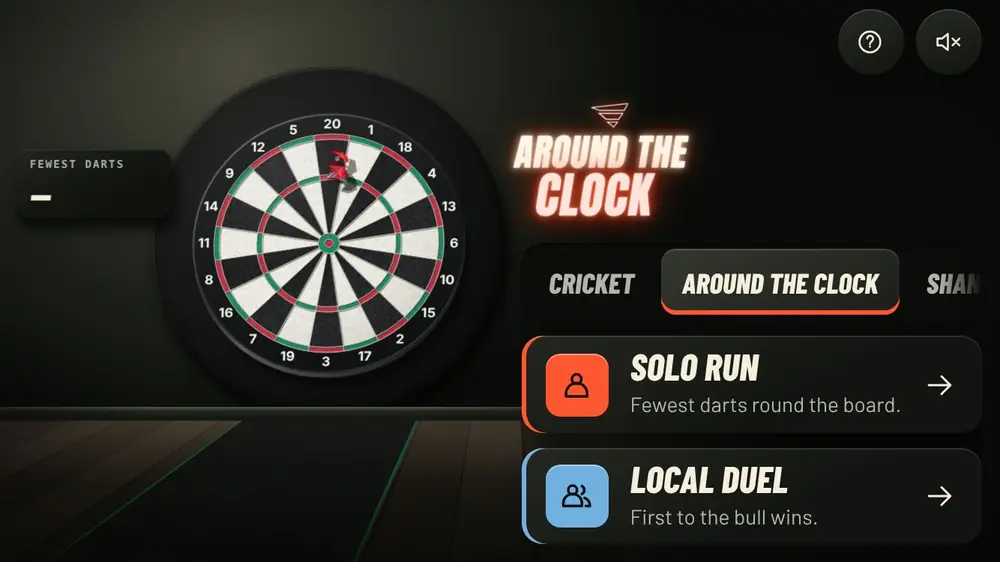 FEWEST DARTS
–
20
1
18
4
13
6
10
15
2
17
3
19
7
16
8
11
14
9
12
5
AROUND THE
CLOCK
CRICKET
AROUND THE CLOCK
SHAN
SOLO RUN
Fewest darts round the board.
LOCAL DUEL
First to the bull wins.